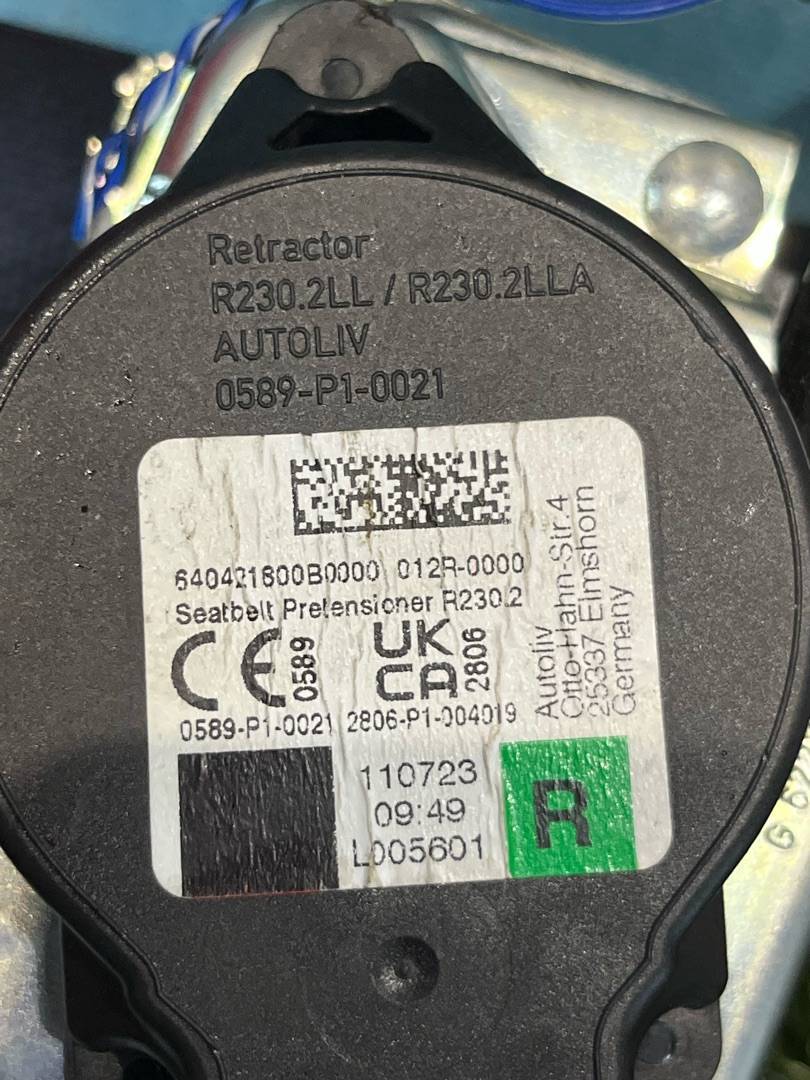 Retractor
R230.2LL / R230.2LLA
AUTOLIV
0589-P1-0021
640421800B0000 012R-0000
Seatbelt Pretensioner R230.2
CE 0589
UK
CA 2806
0589-P1-0021 2806-P1-004019
Autoliv
Otto-Hahn-Str.4
25337 Elmshorn
Germany
110723
09:49
L005601
R